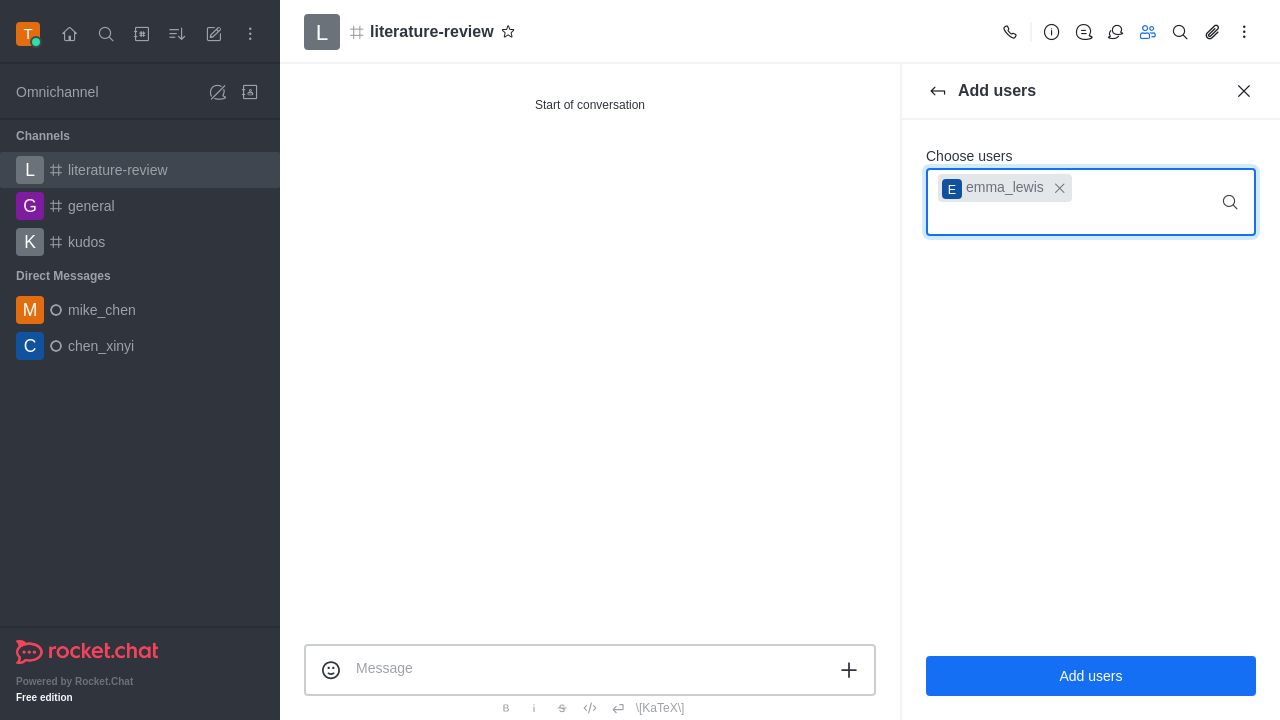 T
Omnichannel
Channels
L literature-review
G general
K kudos
Direct Messages
M mike_chen
C chen_xinyi
rocket.chat
Powered by Rocket.Chat
Free edition
L literature-review
Start of conversation
Message
B i S \[KaTeX\]
Add users
Choose users
E emma_lewis
Add users